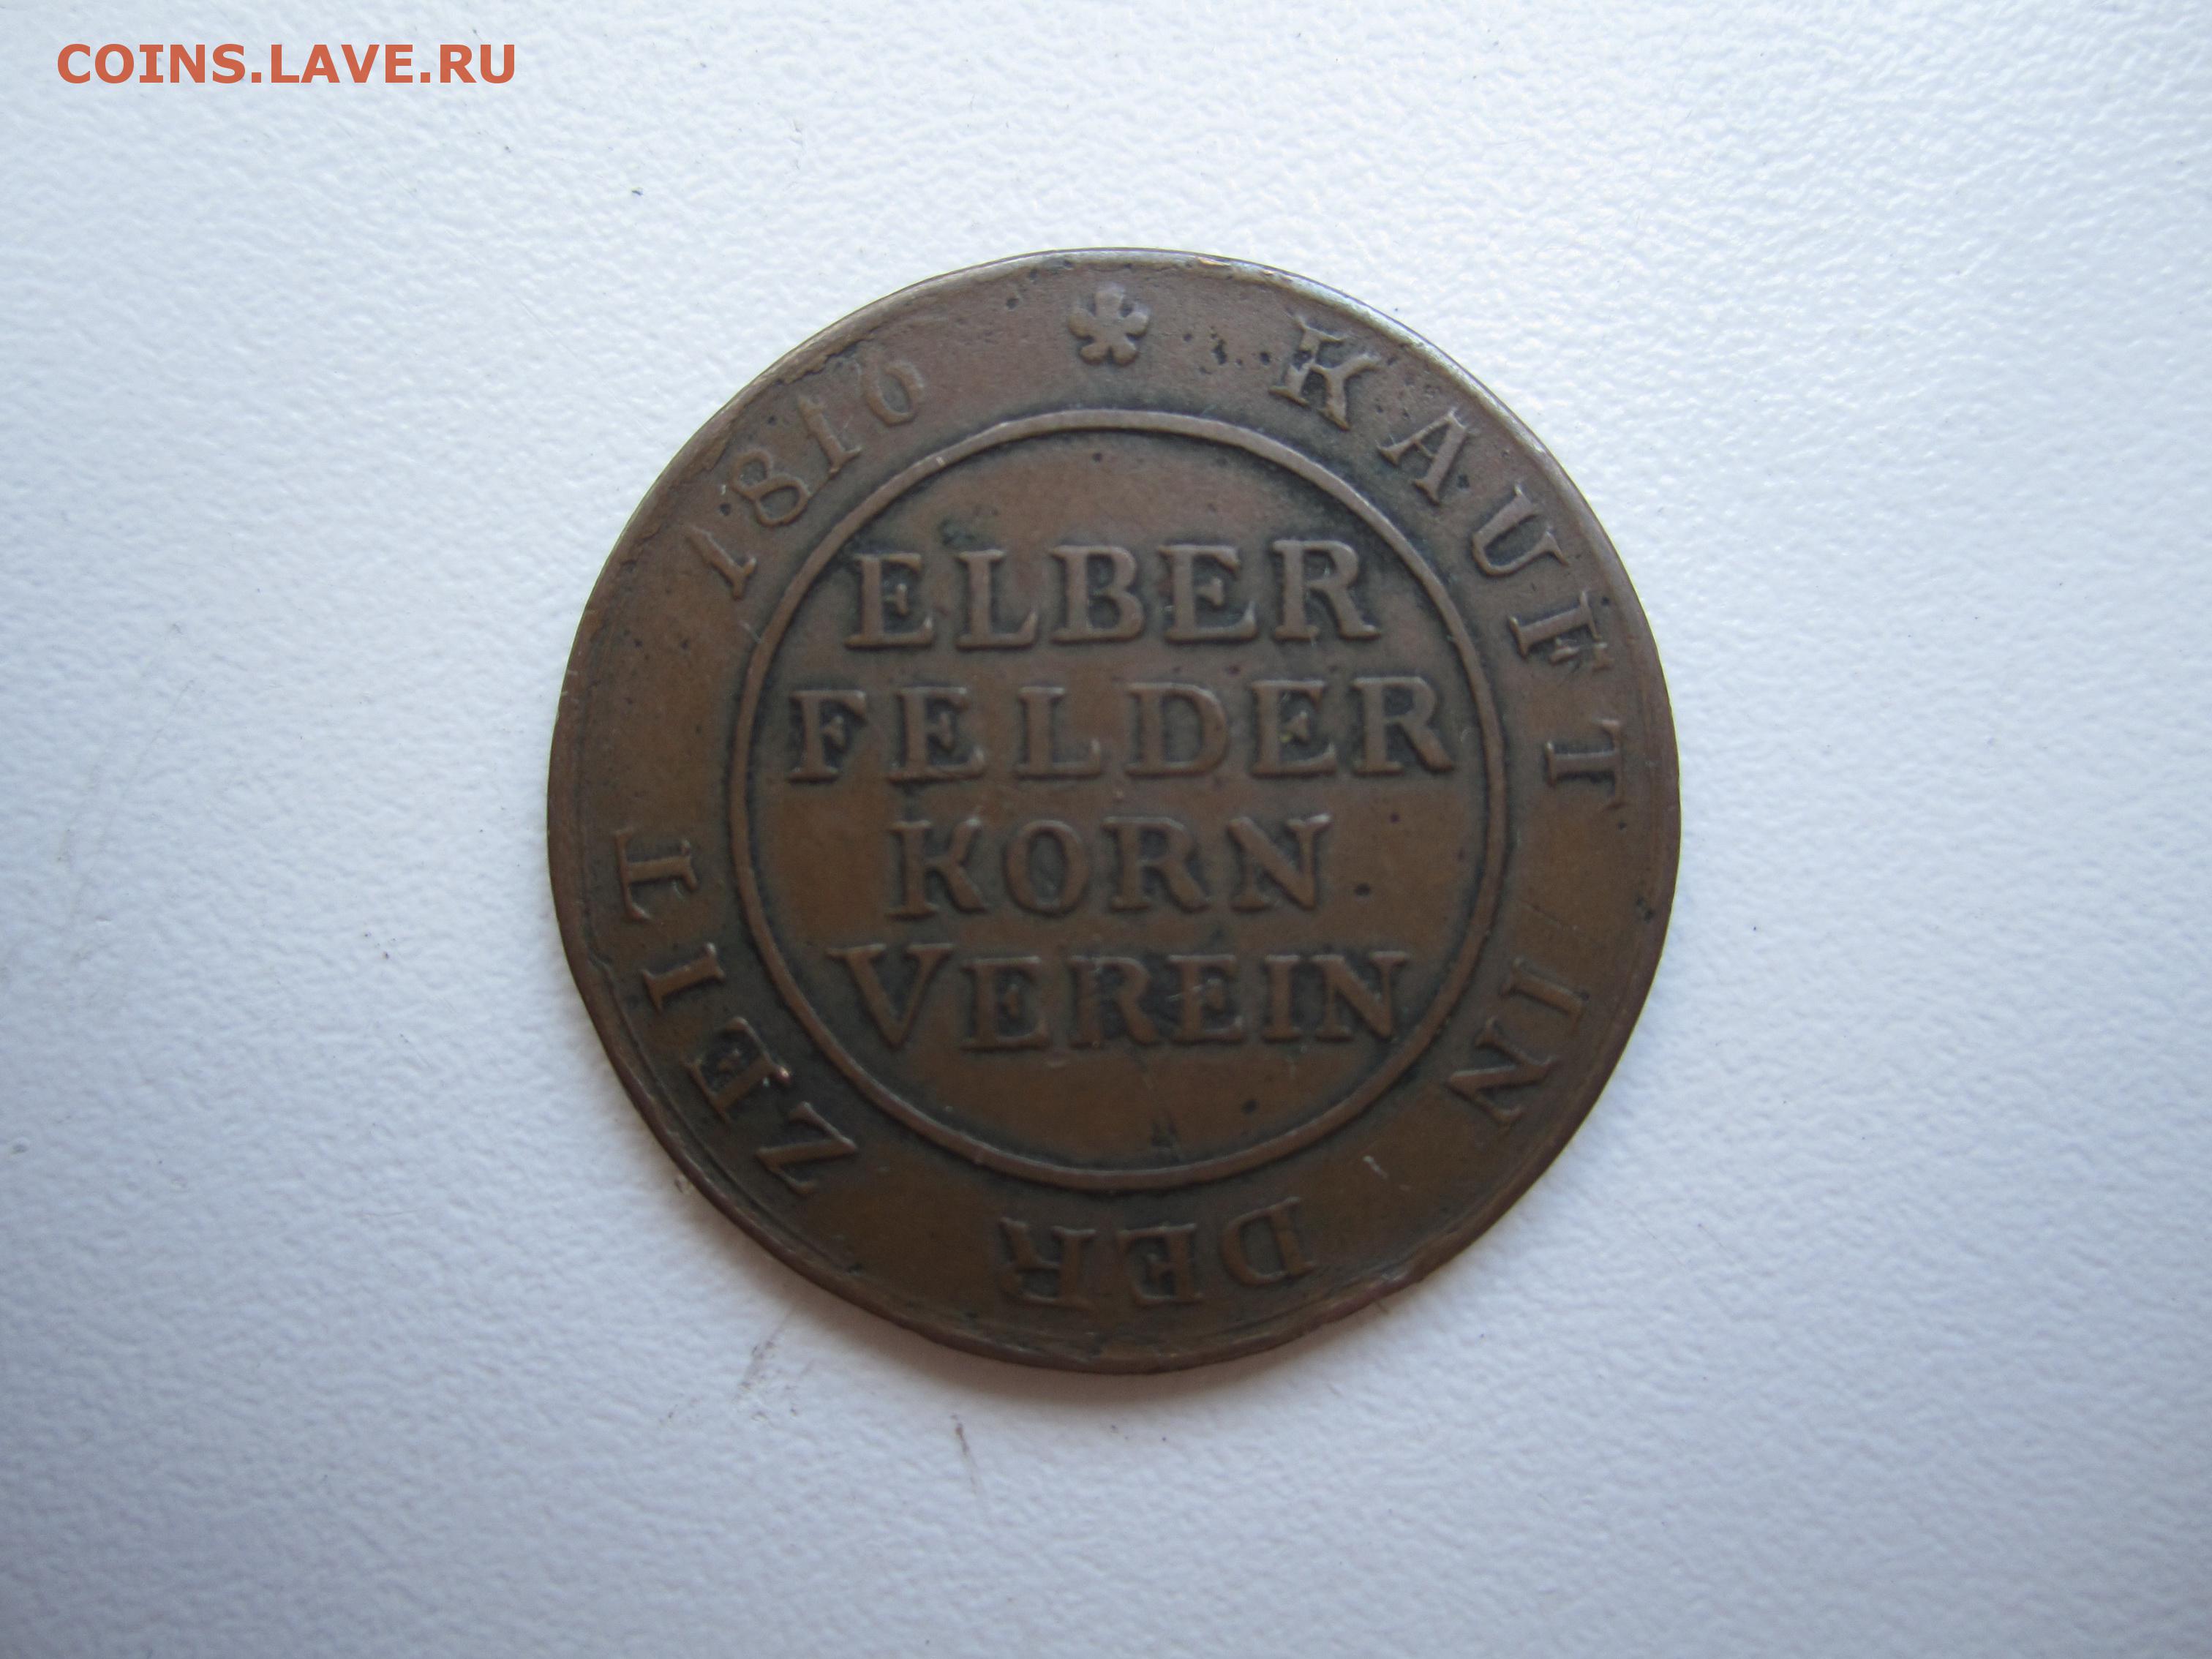 COINS.LAVE.RU
KAUFT IN DER ZEIT 1816
ELBER
FELDER
KORN
VEREIN